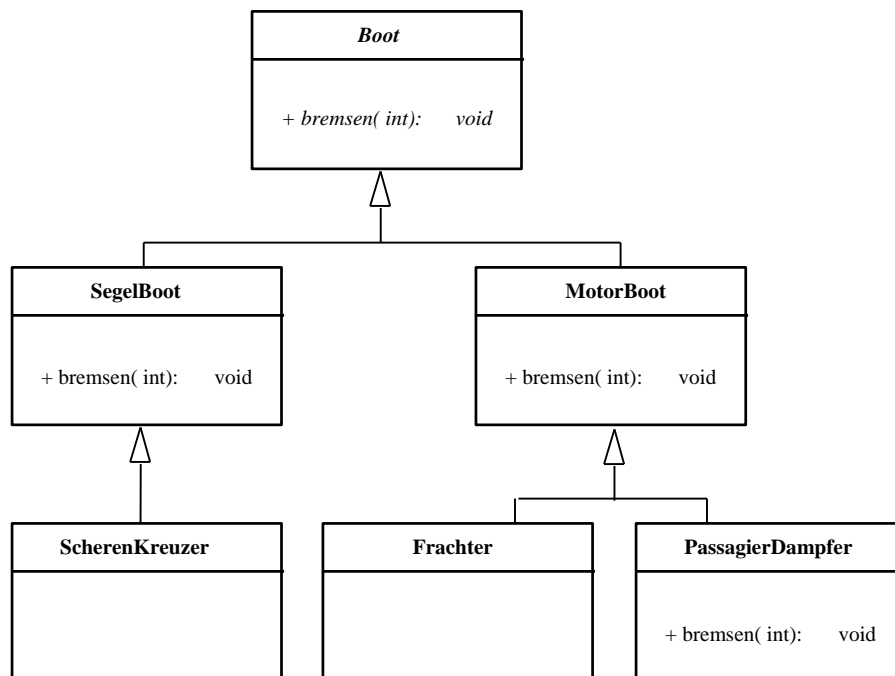 Boot
+ bremsen( int): void
SegelBoot
+ bremsen( int): void
MotorBoot
+ bremsen( int): void
ScherenKreuzer
Frachter
PassagierDampfer
+ bremsen( int): void